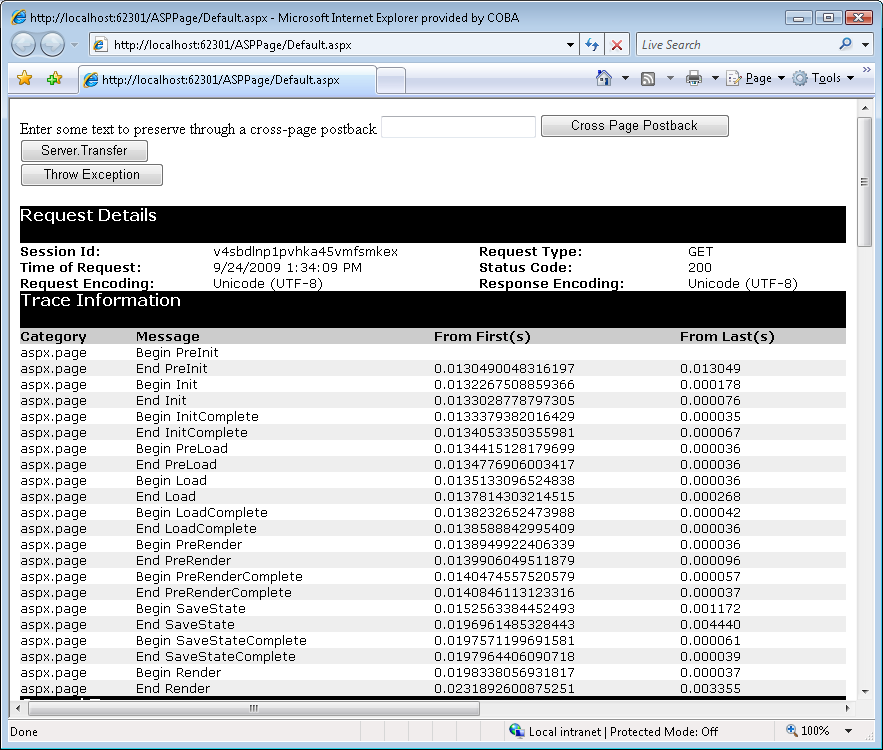 http://localhost:62301/ASPPage/Default.aspx - Microsoft Internet Explorer provided by COBA
http://localhost:62301/ASPPage/Default.aspx Live Search
http://localhost:62301/ASPPage/Default.aspx Page Tools
Enter some text to preserve through a cross-page postback Cross Page Postback
Server.Transfer
Throw Exception
Request Details
Session Id: v4sbdlnp1pvhka45vmfsmkex Request Type: GET
Time of Request: 9/24/2009 1:34:09 PM Status Code: 200
Request Encoding: Unicode (UTF-8) Response Encoding: Unicode (UTF-8)
Trace Information
Category Message From First(s) From Last(s)
aspx.page Begin PreInit
aspx.page End PreInit 0.0130490048316197 0.013049
aspx.page Begin Init 0.0132267508859366 0.000178
aspx.page End Init 0.0133028778797305 0.000076
aspx.page Begin InitComplete 0.0133379382016429 0.000035
aspx.page End InitComplete 0.0134053350355981 0.000067
aspx.page Begin PreLoad 0.0134415128179699 0.000036
aspx.page End PreLoad 0.0134776906003417 0.000036
aspx.page Begin Load 0.0135133096524838 0.000036
aspx.page End Load 0.0137814303214515 0.000268
aspx.page Begin LoadComplete 0.0138232652473988 0.000042
aspx.page End LoadComplete 0.0138588842995409 0.000036
aspx.page Begin PreRender 0.0138949922406339 0.000036
aspx.page End PreRender 0.0139906049511879 0.000096
aspx.page Begin PreRenderComplete 0.0140474557520579 0.000057
aspx.page End PreRenderComplete 0.0140846113123316 0.000037
aspx.page Begin SaveState 0.0152563384452493 0.001172
aspx.page End SaveState 0.0196961485328443 0.004440
aspx.page Begin SaveStateComplete 0.0197571199691581 0.000061
aspx.page End SaveStateComplete 0.0197964406090718 0.000039
aspx.page Begin Render 0.0198338056931817 0.000037
aspx.page End Render 0.0231892600875251 0.003355
Done Local intranet | Protected Mode: Off 100%